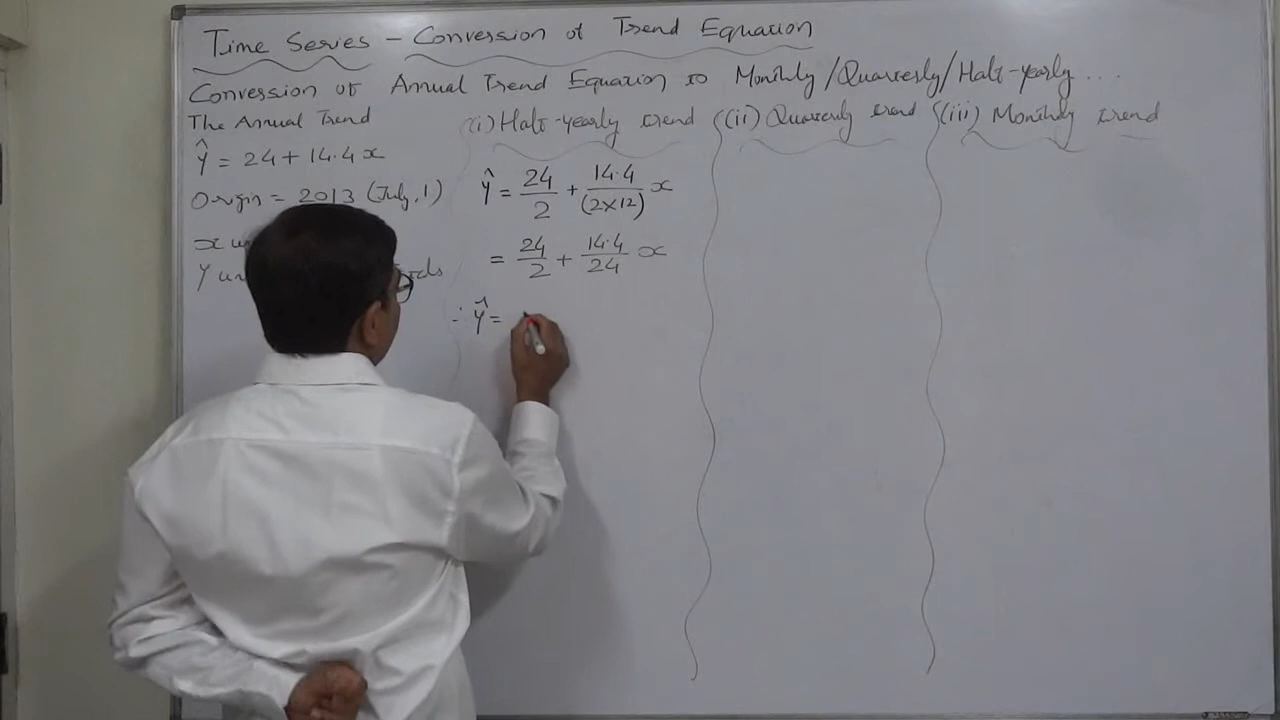 Time Series - Conversion of Trend Equation
Conversion of Annual Trend Equation to Monthly/Quarterly/Half-yearly ....
The Annual Trend
Ŷ = 24 + 14.4 x
Origin = 2013 (July, 1)
x
Y
(i) Half-yearly trend
Ŷ = 24/2 + 14.4/(2×12) x
= 24/2 + 14.4/24 x
∴ Ŷ =
(ii) Quarterly trend
(iii) Monthly trend